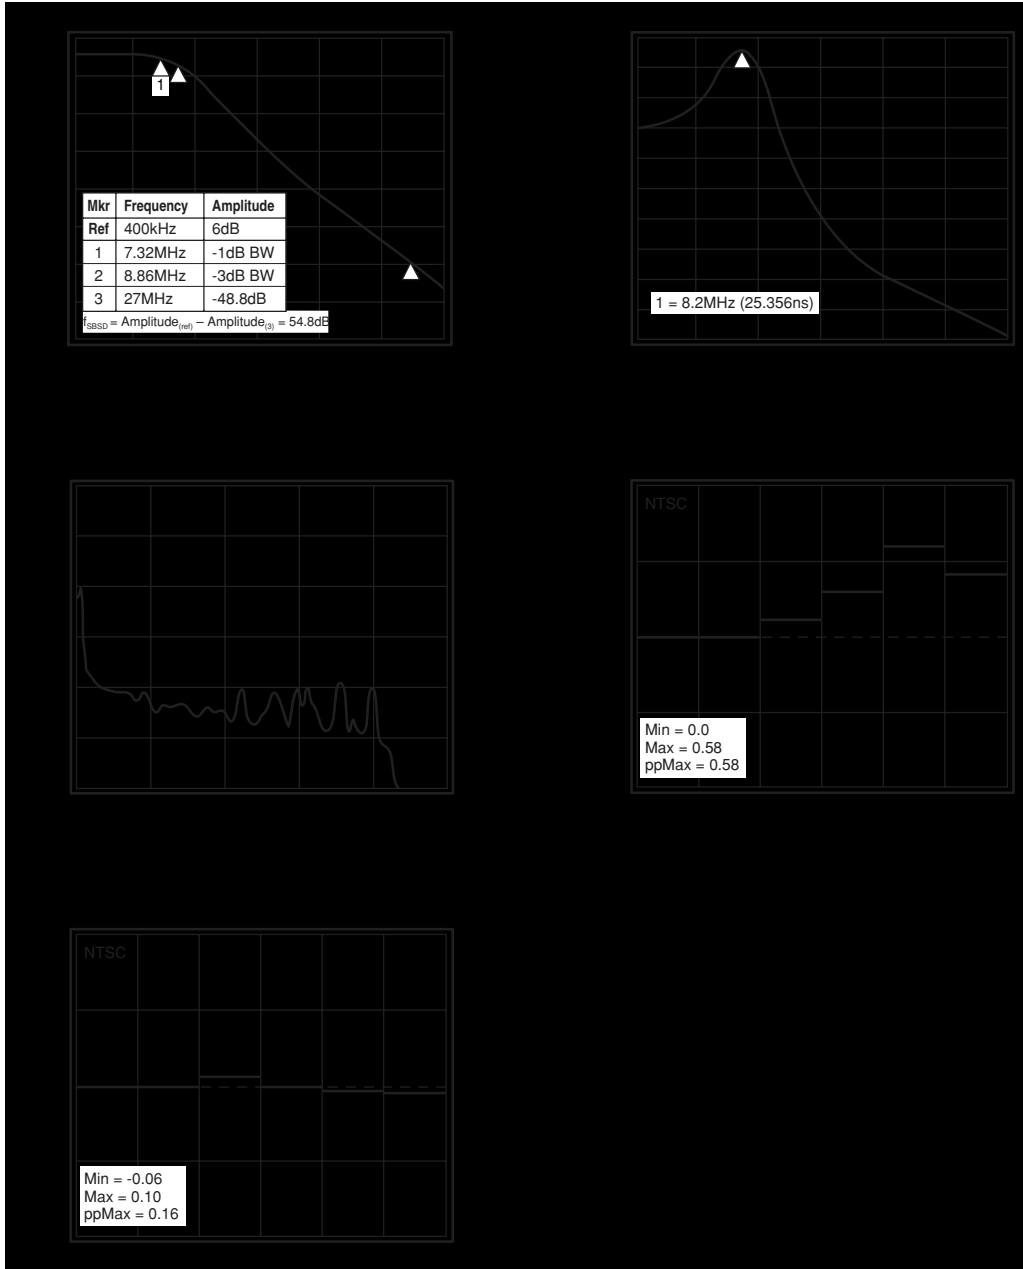 1
Mkr Frequency Amplitude
Ref 400kHz 6dB
1 7.32MHz -1dB BW
2 8.86MHz -3dB BW
3 27MHz -48.8dB
fSBSD = Amplitude(ref) – Amplitude(3) = 54.8dB
1 = 8.2MHz (25.356ns)
NTSC
Min = 0.0
Max = 0.58
ppMax = 0.58
NTSC
Min = -0.06
Max = 0.10
ppMax = 0.16